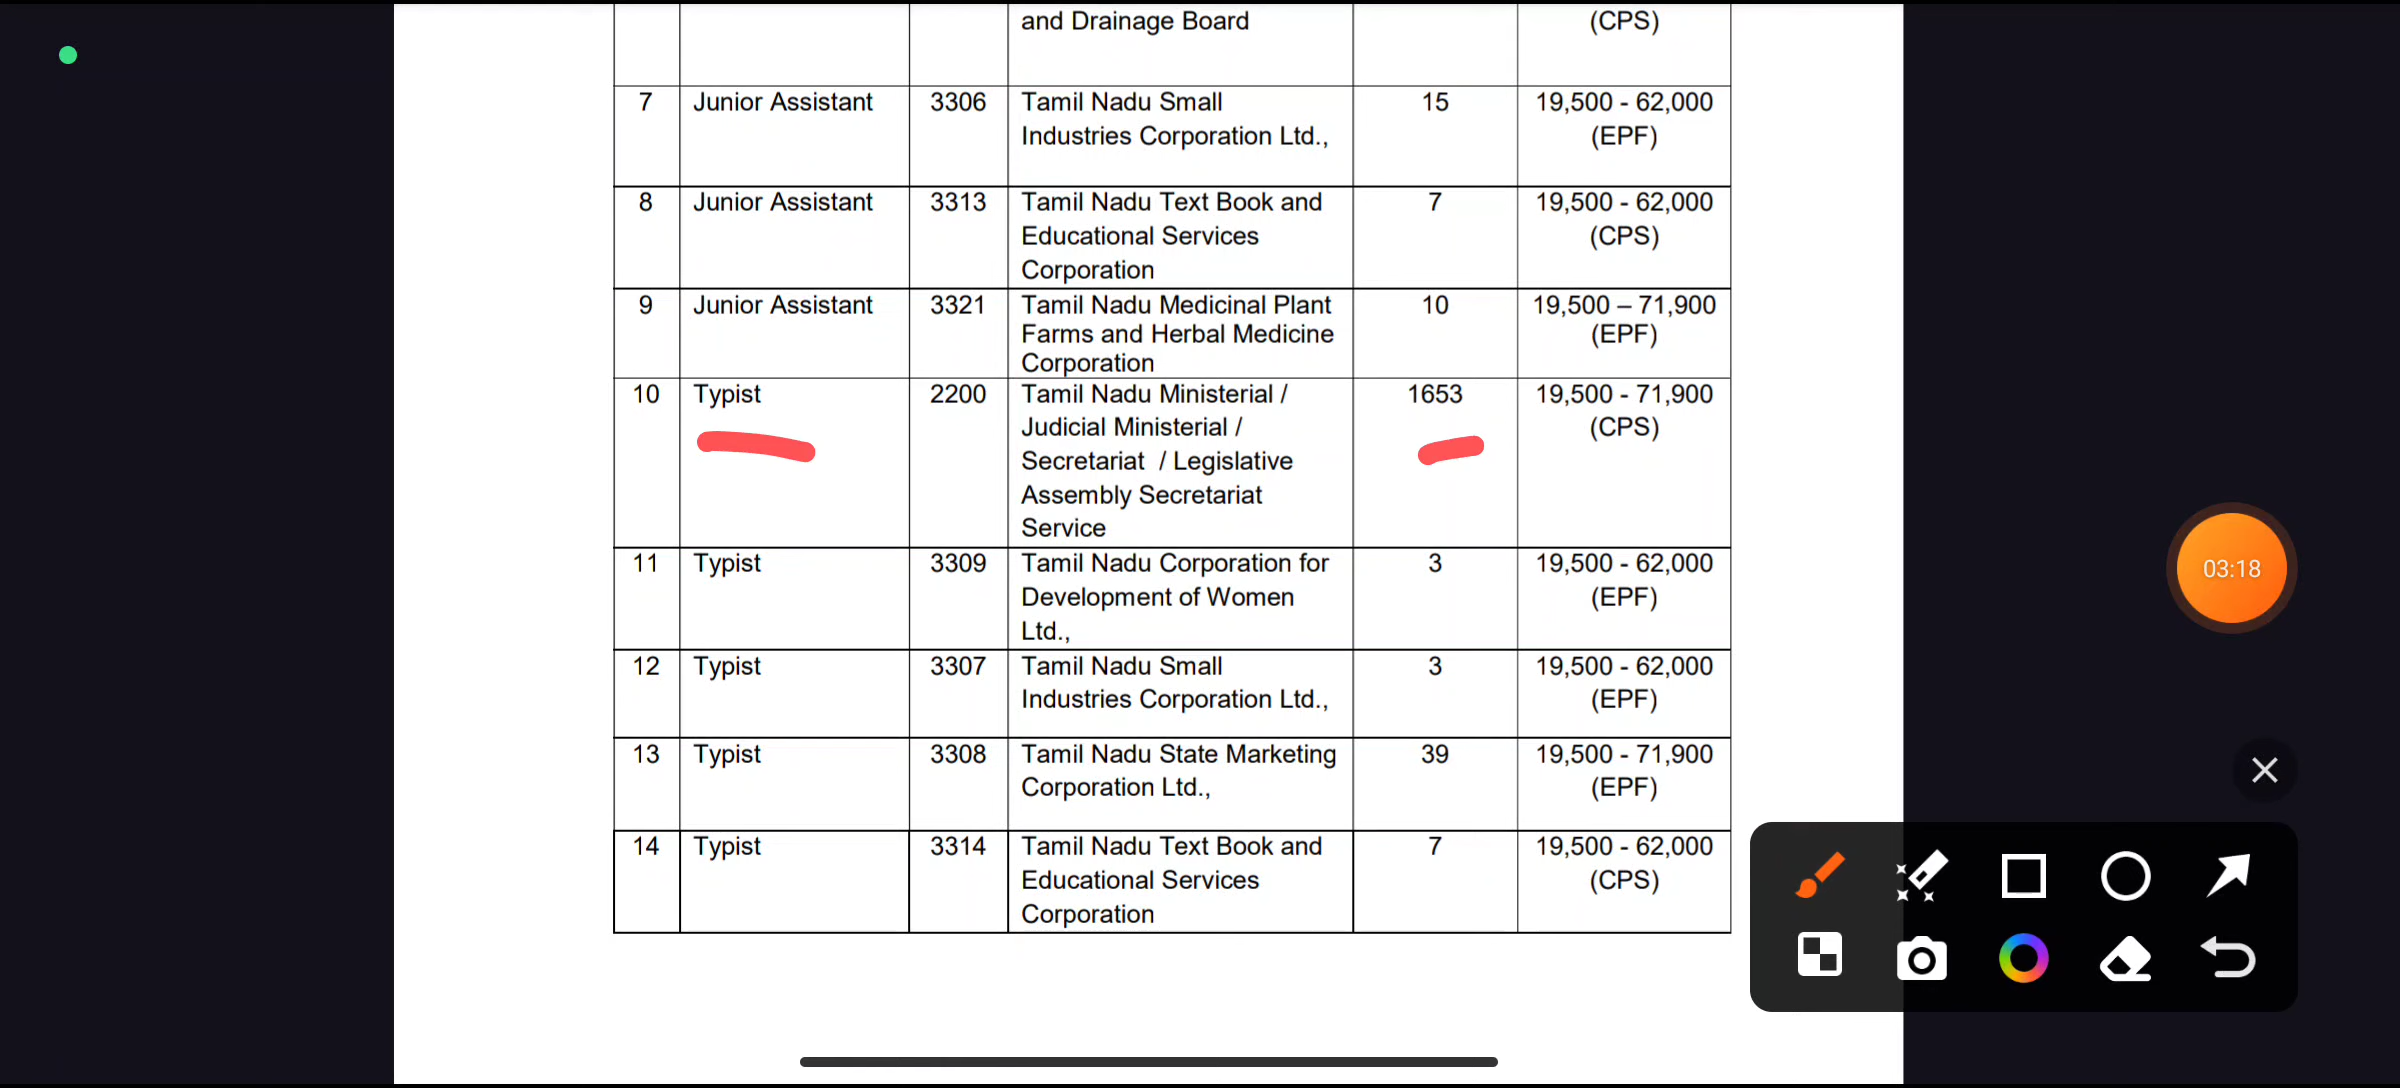 and Drainage Board (CPS)
7 Junior Assistant 3306 Tamil Nadu Small 15 19,500 - 62,000
Industries Corporation Ltd., (EPF)
8 Junior Assistant 3313 Tamil Nadu Text Book and 7 19,500 - 62,000
Educational Services (CPS)
Corporation
9 Junior Assistant 3321 Tamil Nadu Medicinal Plant 10 19,500 – 71,900
Farms and Herbal Medicine (EPF)
Corporation
10 Typist 2200 Tamil Nadu Ministerial / 1653 19,500 - 71,900
Judicial Ministerial / (CPS)
Secretariat / Legislative
Assembly Secretariat
Service
11 Typist 3309 Tamil Nadu Corporation for 3 19,500 - 62,000
Development of Women (EPF)
Ltd.,
12 Typist 3307 Tamil Nadu Small 3 19,500 - 62,000
Industries Corporation Ltd., (EPF)
13 Typist 3308 Tamil Nadu State Marketing 39 19,500 - 71,900
Corporation Ltd., (EPF)
14 Typist 3314 Tamil Nadu Text Book and 7 19,500 - 62,000
Educational Services (CPS)
Corporation
03:18